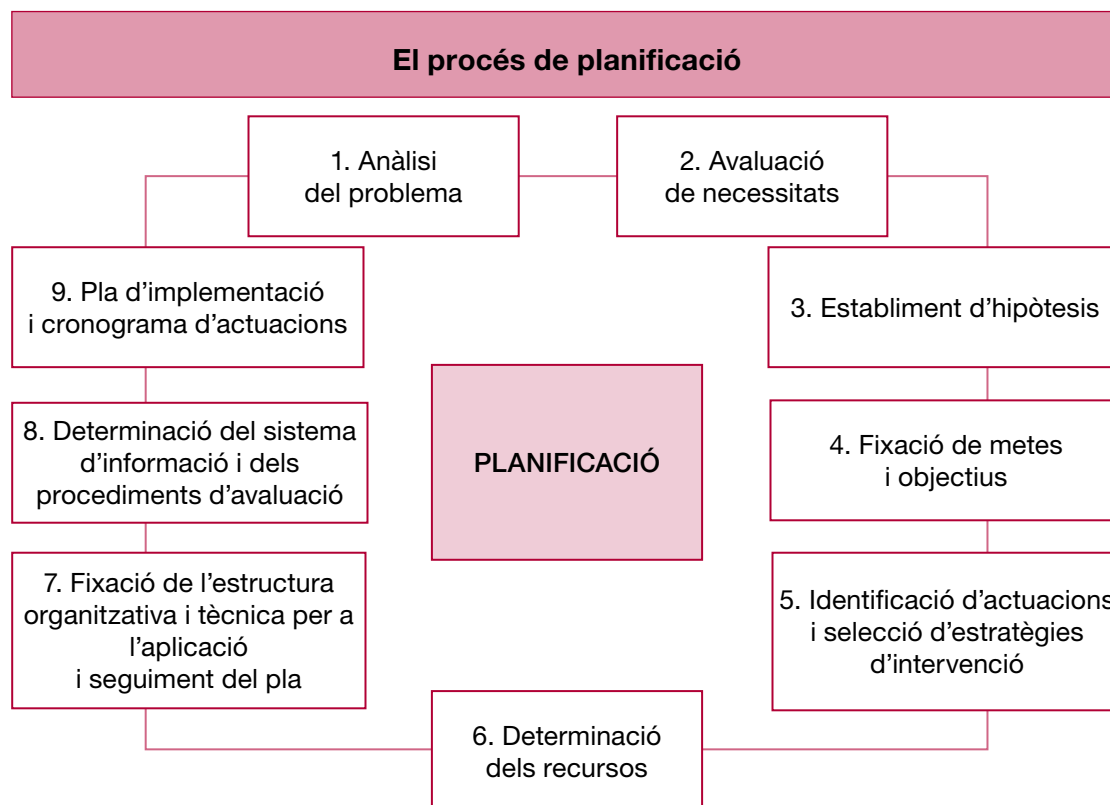 El procés de planificació
1. Anàlisi
del problema
2. Avaluació
de necessitats
3. Establiment d’hipòtesis
4. Fixació de metes
i objectius
5. Identificació d’actuacions
i selecció d’estratègies
d’intervenció
6. Determinació
dels recursos
7. Fixació de l’estructura
organitzativa i tècnica per a
l’aplicació
i seguiment del pla
8. Determinació del sistema
d’informació i dels
procediments d’avaluació
9. Pla d’implementació
i cronograma d’actuacions
PLANIFICACIÓ